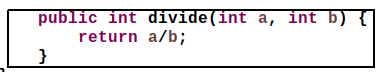 public int divide(int a, int b) {
return a/b;
}